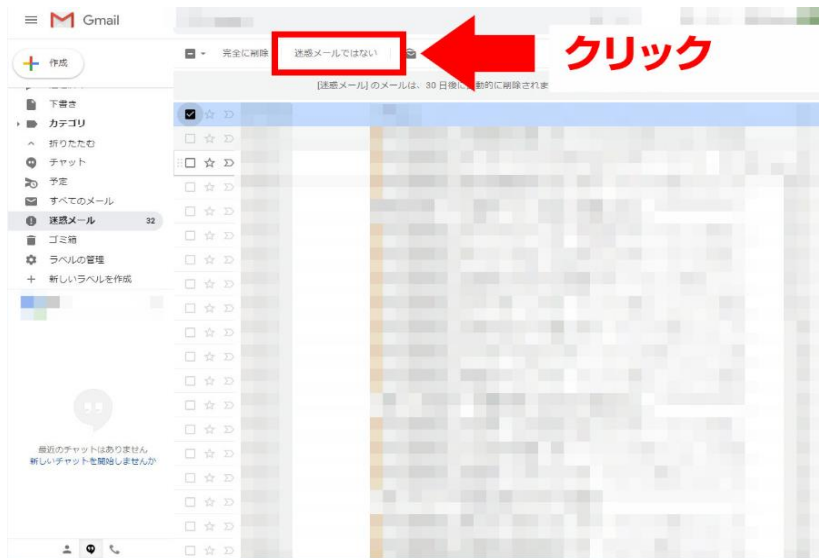 Gmail
作成
完全に削除
迷惑メールではない
クリック
[迷惑メール] のメールは、30 日後に自動的に削除されま
下書き
カテゴリ
折りたたむ
チャット
予定
すべてのメール
迷惑メール 32
ゴミ箱
ラベルの管理
新しいラベルを作成
最近のチャットはありません
新しいチャットを開始しませんか